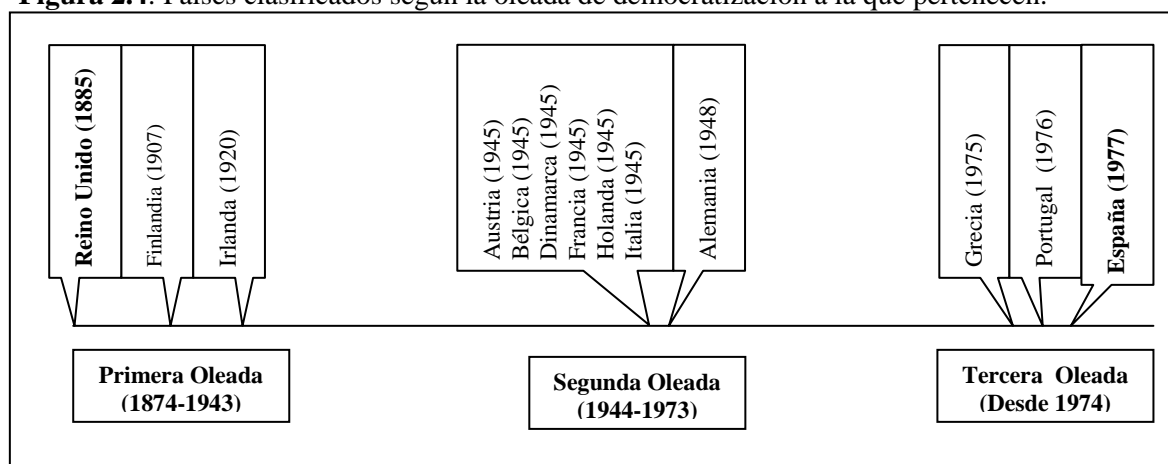 Figura 2.4. Países clasificados según la oleada de democratización a la que pertenecen.
Reino Unido (1885)
Finlandia (1907)
Irlanda (1920)
Austria (1945)
Bélgica (1945)
Dinamarca (1945)
Francia (1945)
Holanda (1945)
Italia (1945)
Alemania (1948)
Grecia (1975)
Portugal (1976)
España (1977)
Primera Oleada
(1874-1943)
Segunda Oleada
(1944-1973)
Tercera Oleada
(Desde 1974)